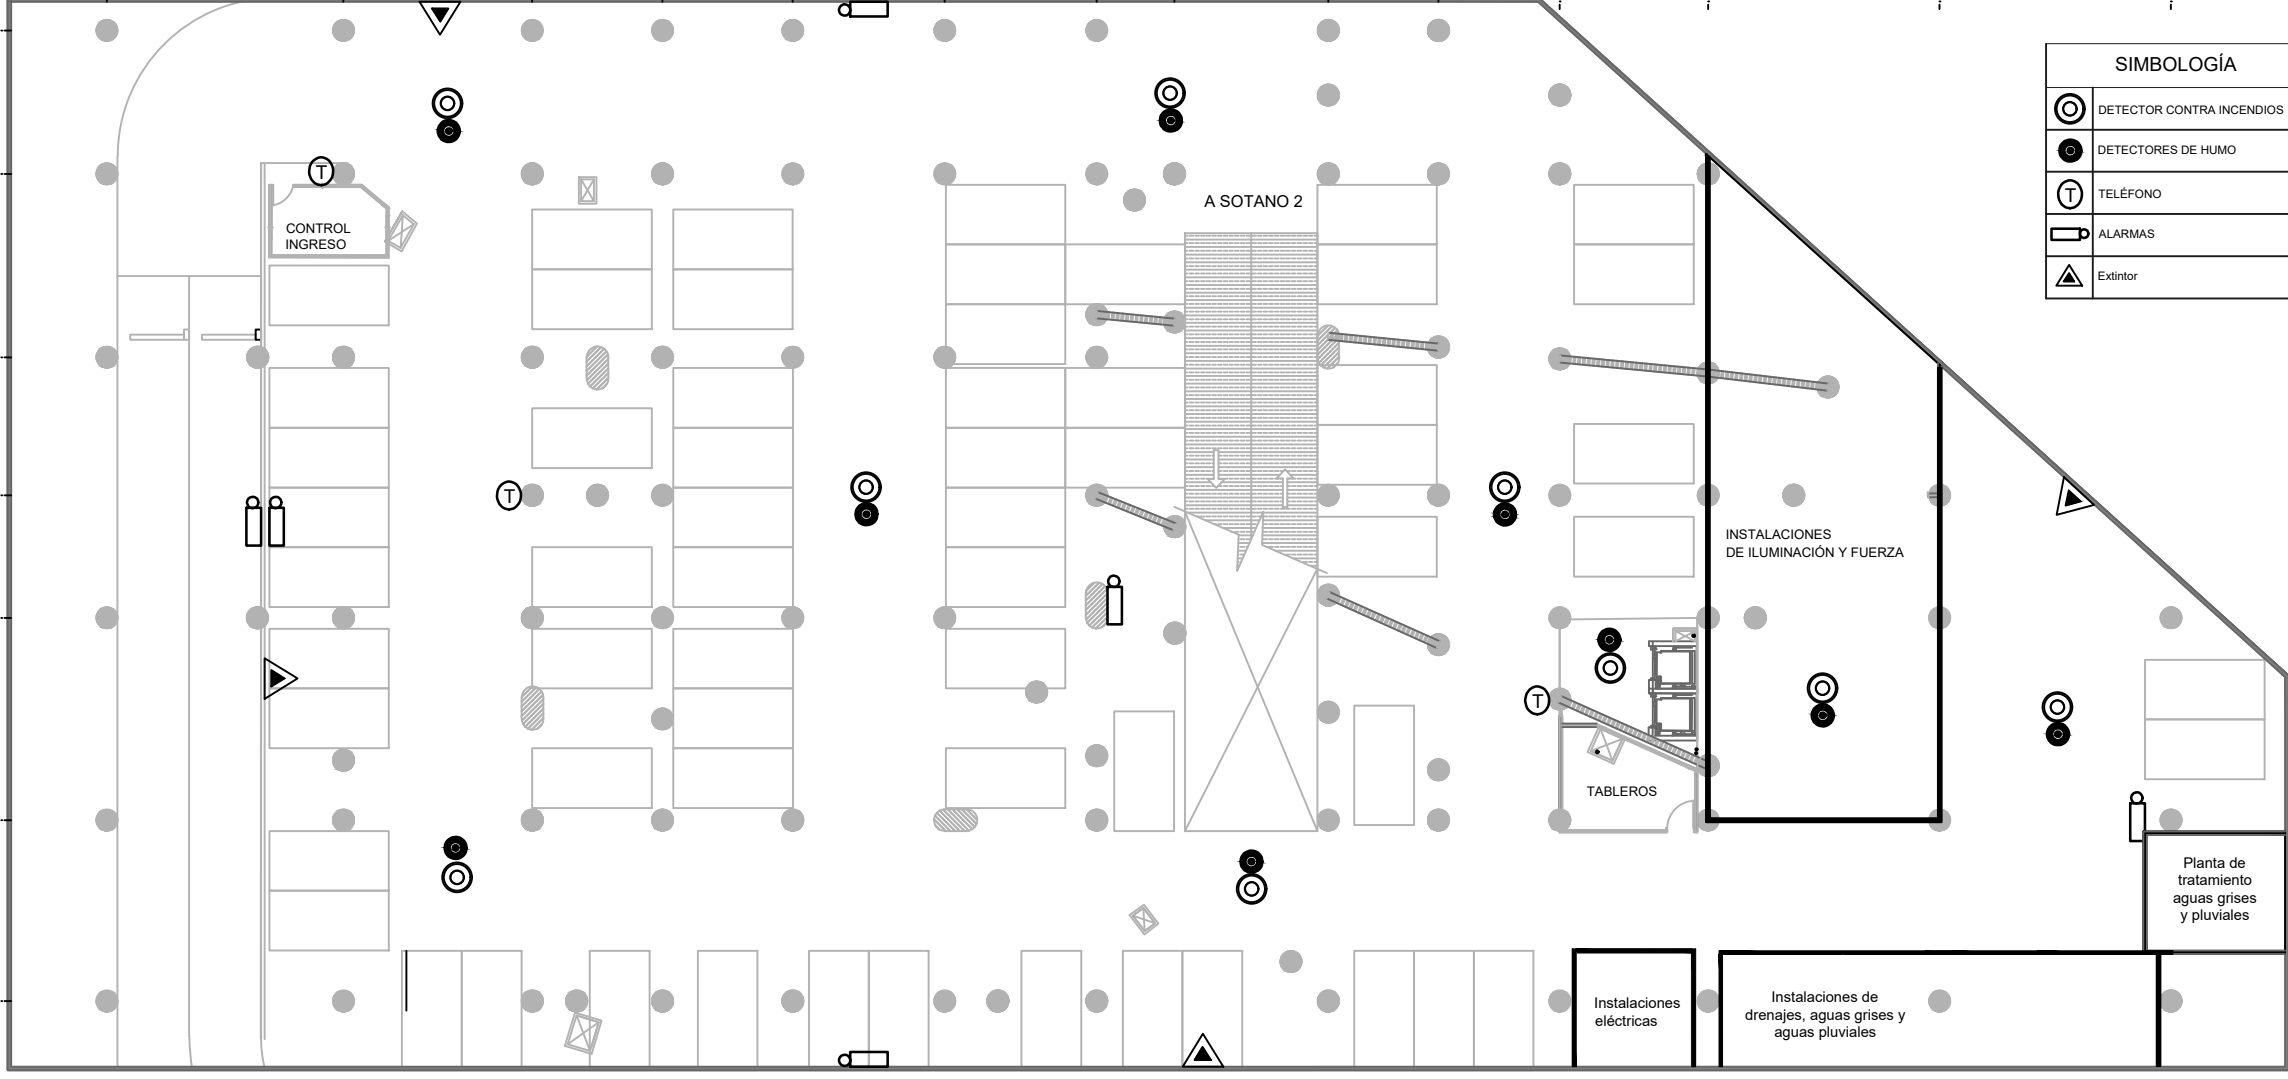 SIMBOLOGÍA
DETECTOR CONTRA INCENDIOS
DETECTORES DE HUMO
T
TELÉFONO
ALARMAS
Extintor
T
CONTROL
INGRESO
A SOTANO 2
T
INSTALACIONES
DE ILUMINACIÓN Y FUERZA
T
TABLEROS
Planta de
tratamiento
aguas grises
y pluviales
Instalaciones
eléctricas
Instalaciones de
drenajes, aguas grises y
aguas pluviales